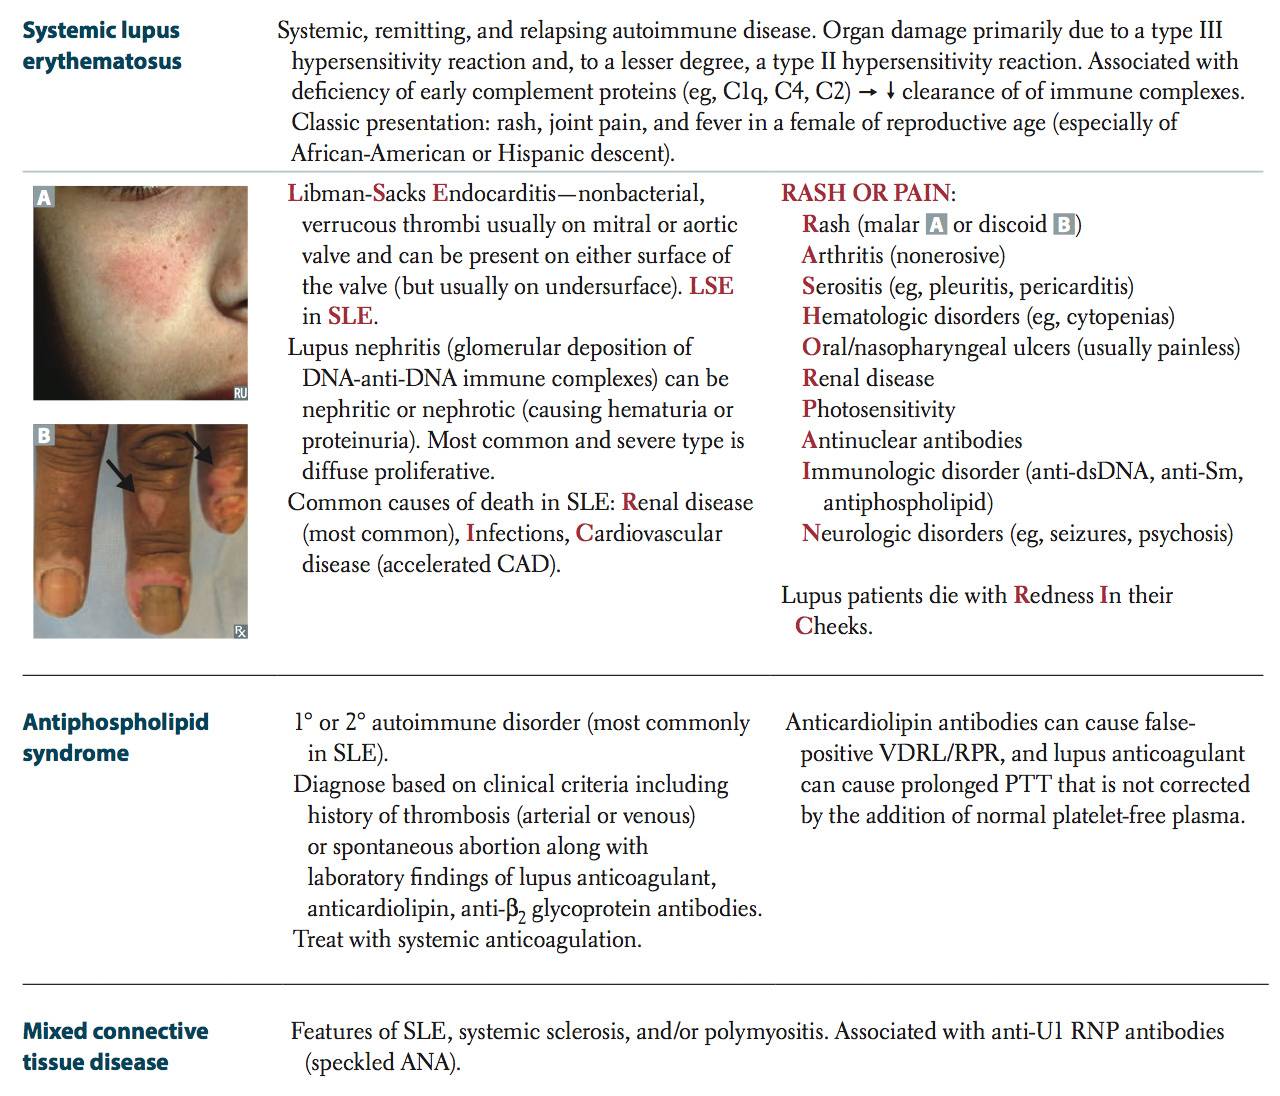 Systemic lupus
erythematosus
Systemic, remitting, and relapsing autoimmune disease. Organ damage primarily due to a type III
hypersensitivity reaction and, to a lesser degree, a type II hypersensitivity reaction. Associated with
deficiency of early complement proteins (eg, C1q, C4, C2) → ↓ clearance of of immune complexes.
Classic presentation: rash, joint pain, and fever in a female of reproductive age (especially of
African-American or Hispanic descent).
A
RU
B
Rx
Libman-Sacks Endocarditis—nonbacterial,
verrucous thrombi usually on mitral or aortic
valve and can be present on either surface of
the valve (but usually on undersurface). LSE
in SLE.
Lupus nephritis (glomerular deposition of
DNA-anti-DNA immune complexes) can be
nephritic or nephrotic (causing hematuria or
proteinuria). Most common and severe type is
diffuse proliferative.
Common causes of death in SLE: Renal disease
(most common), Infections, Cardiovascular
disease (accelerated CAD).
RASH OR PAIN:
Rash (malar A or discoid B)
Arthritis (nonerosive)
Serositis (eg, pleuritis, pericarditis)
Hematologic disorders (eg, cytopenias)
Oral/nasopharyngeal ulcers (usually painless)
Renal disease
Photosensitivity
Antinuclear antibodies
Immunologic disorder (anti-dsDNA, anti-Sm,
antiphospholipid)
Neurologic disorders (eg, seizures, psychosis)
Lupus patients die with Redness In their
Cheeks.
Antiphospholipid
syndrome
1° or 2° autoimmune disorder (most commonly
in SLE).
Diagnose based on clinical criteria including
history of thrombosis (arterial or venous)
or spontaneous abortion along with
laboratory findings of lupus anticoagulant,
anticardiolipin, anti-β₂ glycoprotein antibodies.
Treat with systemic anticoagulation.
Anticardiolipin antibodies can cause false-
positive VDRL/RPR, and lupus anticoagulant
can cause prolonged PTT that is not corrected
by the addition of normal platelet-free plasma.
Mixed connective
tissue disease
Features of SLE, systemic sclerosis, and/or polymyositis. Associated with anti-U1 RNP antibodies
(speckled ANA).